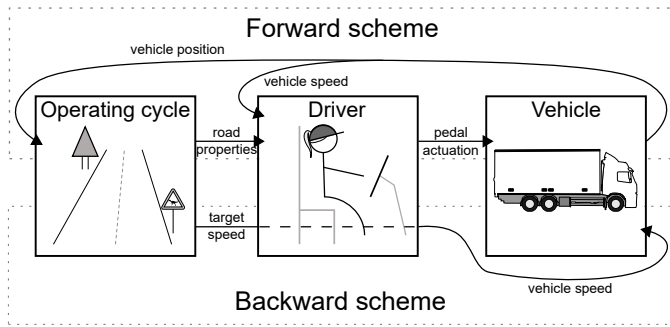 Forward scheme
vehicle position
vehicle speed
Operating cycle
Driver
Vehicle
road
properties
pedal
actuation
target
speed
vehicle speed
Backward scheme